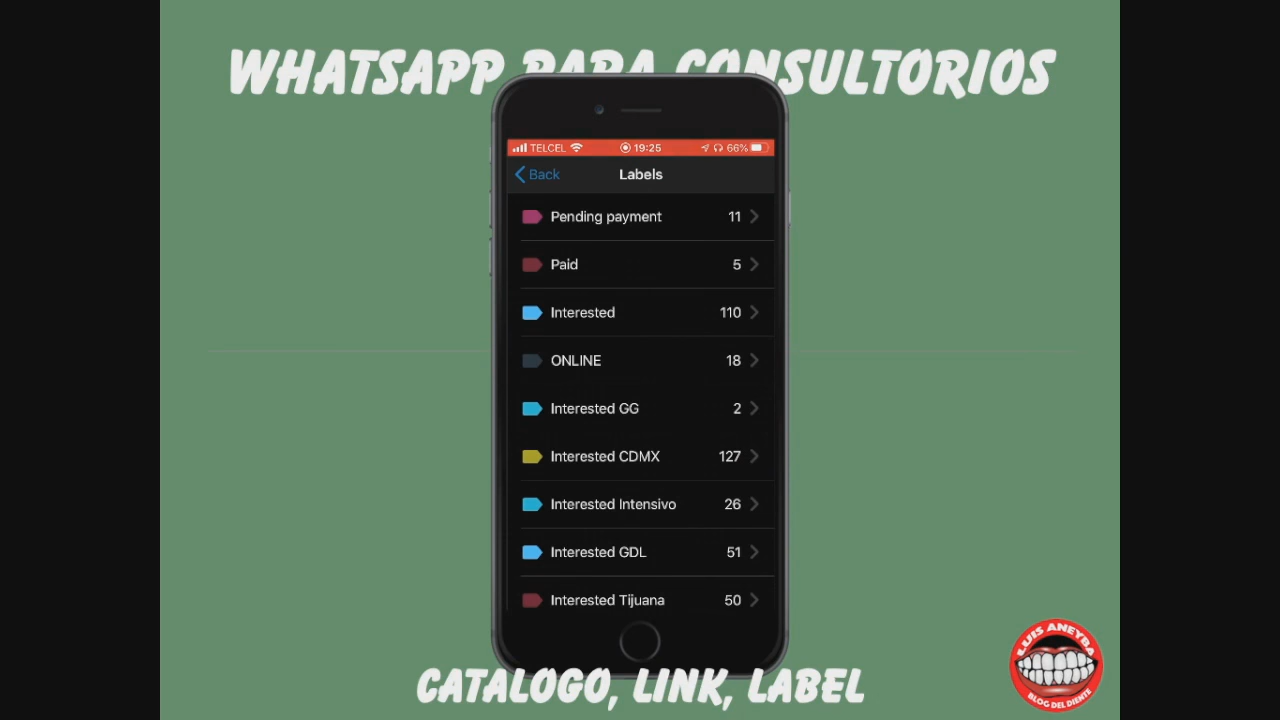 WHATSAPP PARA CONSULTORIOS
TELCEL 19:25 66%
Back Labels
Pending payment 11
Paid 5
Interested 110
ONLINE 18
Interested GG 2
Interested CDMX 127
Interested Intensivo 26
Interested GDL 51
Interested Tijuana 50
CATALOGO, LINK, LABEL
LUIS ANEYBA
BLOG DEL DIENTE